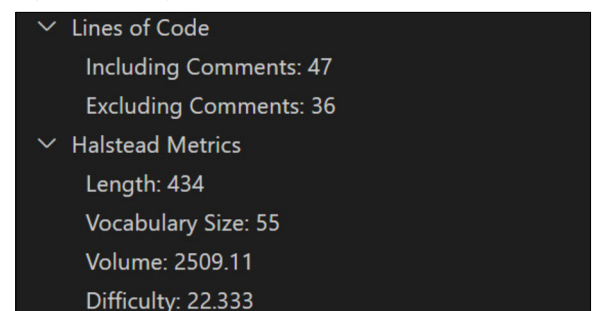 Lines of Code
Including Comments: 47
Excluding Comments: 36
Halstead Metrics
Length: 434
Vocabulary Size: 55
Volume: 2509.11
Difficulty: 22.333